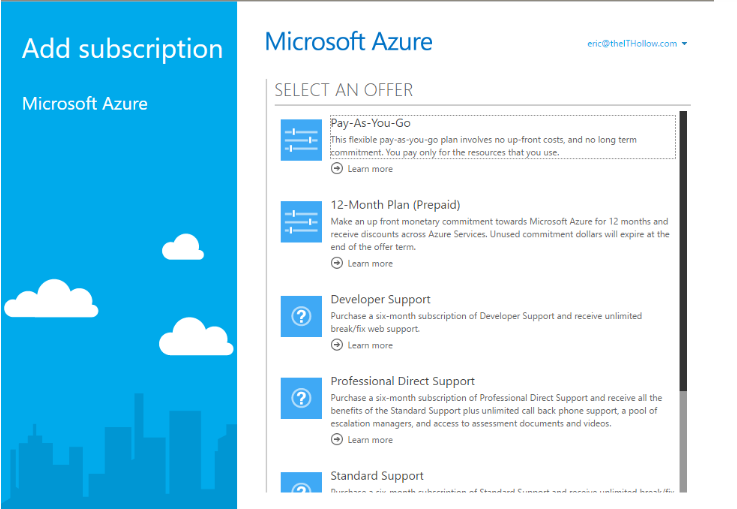 Add subscription
Microsoft Azure
Microsoft Azure
eric@theITHollow.com
SELECT AN OFFER
Pay-As-You-Go
This flexible pay-as-you-go plan involves no up-front costs, and no long term
commitment. You pay only for the resources that you use.
Learn more
12-Month Plan (Prepaid)
Make an up front monetary commitment towards Microsoft Azure for 12 months and
receive discounts across Azure Services. Unused commitment dollars will expire at the
end of the offer term.
Learn more
Developer Support
Purchase a six-month subscription of Developer Support and receive unlimited
break/fix web support.
Learn more
Professional Direct Support
Purchase a six-month subscription of Professional Direct Support and receive all the
benefits of the Standard Support plus unlimited call back phone support, a pool of
escalation managers, and access to assessment documents and videos.
Learn more
Standard Support
Purchase a six-month subscription of Standard Support and receive unlimited break/fix